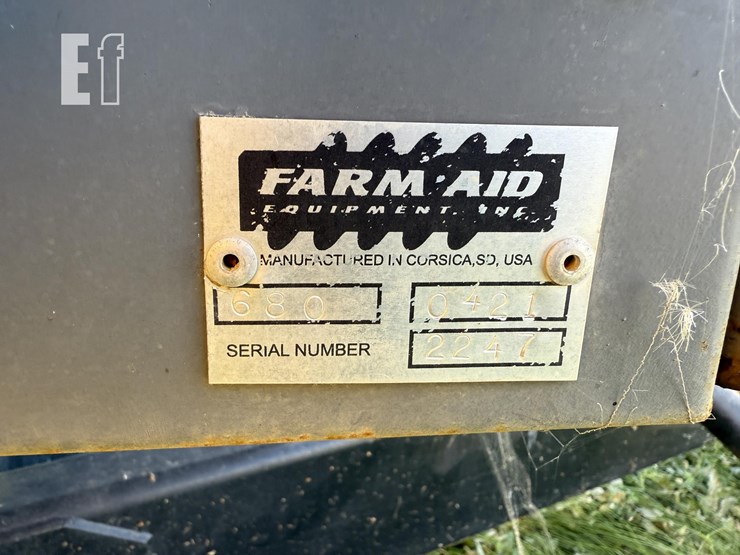 Ef
FARM AID
EQUIPMENT, INC.
MANUFACTURED IN CORSICA, SD, USA
680 0421
SERIAL NUMBER 2247